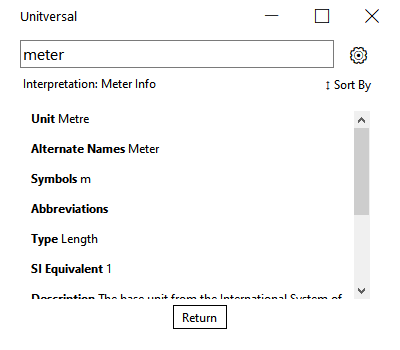 Unitversal
meter
Interpretation: Meter Info
↕ Sort By
Unit Metre
Alternate Names Meter
Symbols m
Abbreviations
Type Length
SI Equivalent 1
Description The base unit from the International System of
Return